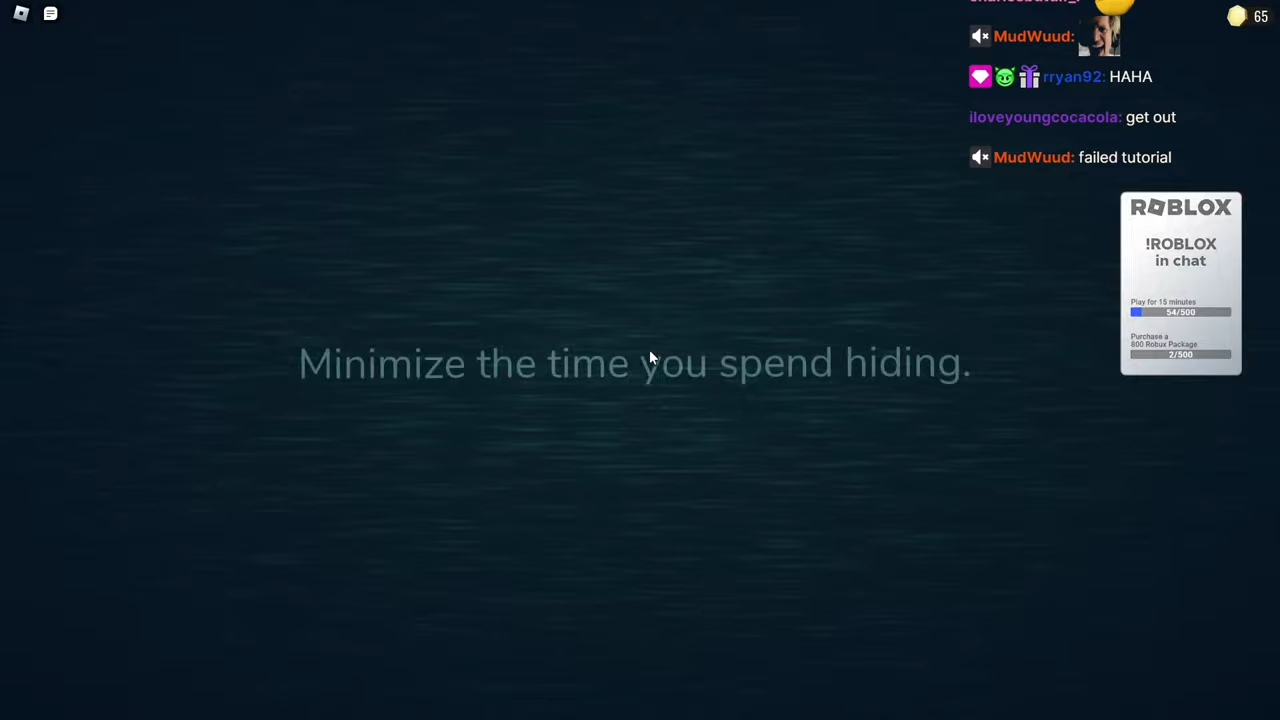 65
MudWuud:
rryan92: HAHA
iloveyoungcocacola: get out
MudWuud: failed tutorial
ROBLOX
!ROBLOX
in chat
Play for 15 minutes
54/500
Purchase a
800 Robux Package
2/500
Minimize the time you spend hiding.